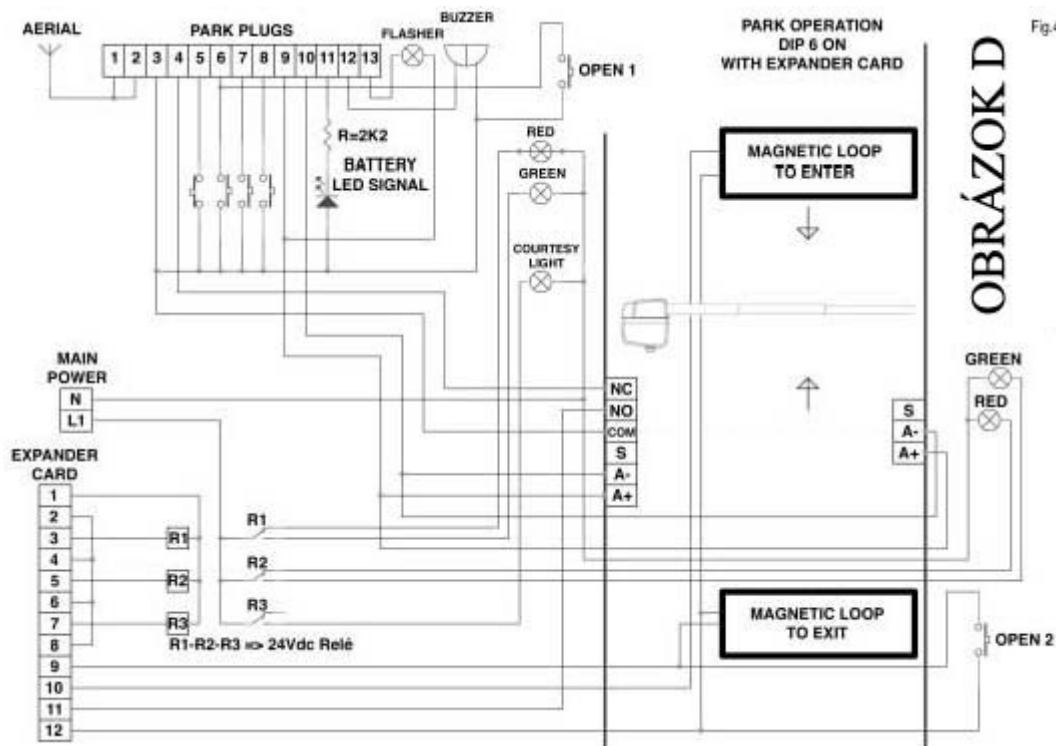 AERIAL
PARK PLUGS
FLASHER
BUZZER
1 2 3 4 5 6 7 8 9 10 11 12 13
OPEN 1
R=2K2
BATTERY
LED SIGNAL
RED
GREEN
COURTESY
LIGHT
PARK OPERATION
DIP 6 ON
WITH EXPANDER CARD
Fig.4
OBRÁZOK D
MAGNETIC LOOP
TO ENTER
MAIN
POWER
N
L1
NC
NO
COM
S
A-
A+
S
A-
A+
GREEN
RED
EXPANDER
CARD
1
2
3
4
5
6
7
8
9
10
11
12
R1
R2
R3
R1
R2
R3
R1-R2-R3 => 24Vdc Relé
MAGNETIC LOOP
TO EXIT
OPEN 2